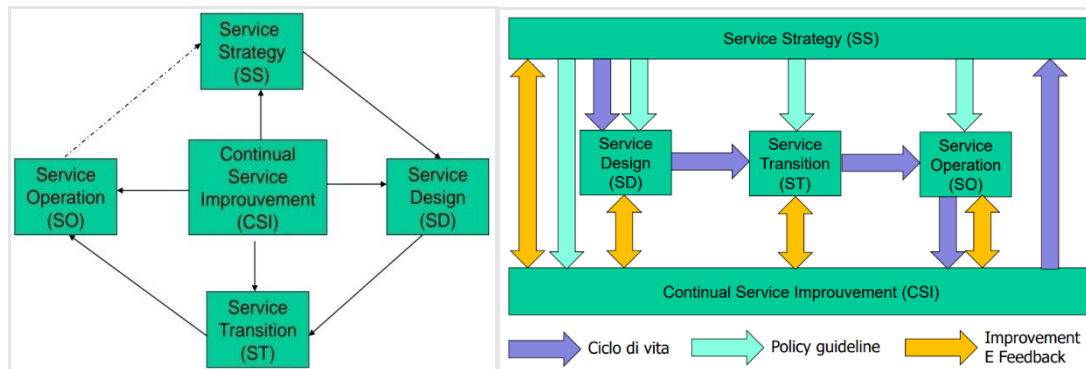 Service
Strategy
(SS)
Service
Operation
(SO)
Continual
Service
Improuvement
(CSI)
Service
Design
(SD)
Service
Transition
(ST)
Service Strategy (SS)
Service
Design
(SD)
Service
Transition
(ST)
Service
Operation
(SO)
Continual Service Improuvement (CSI)
Ciclo di vita
Policy guideline
Improvement
E Feedback